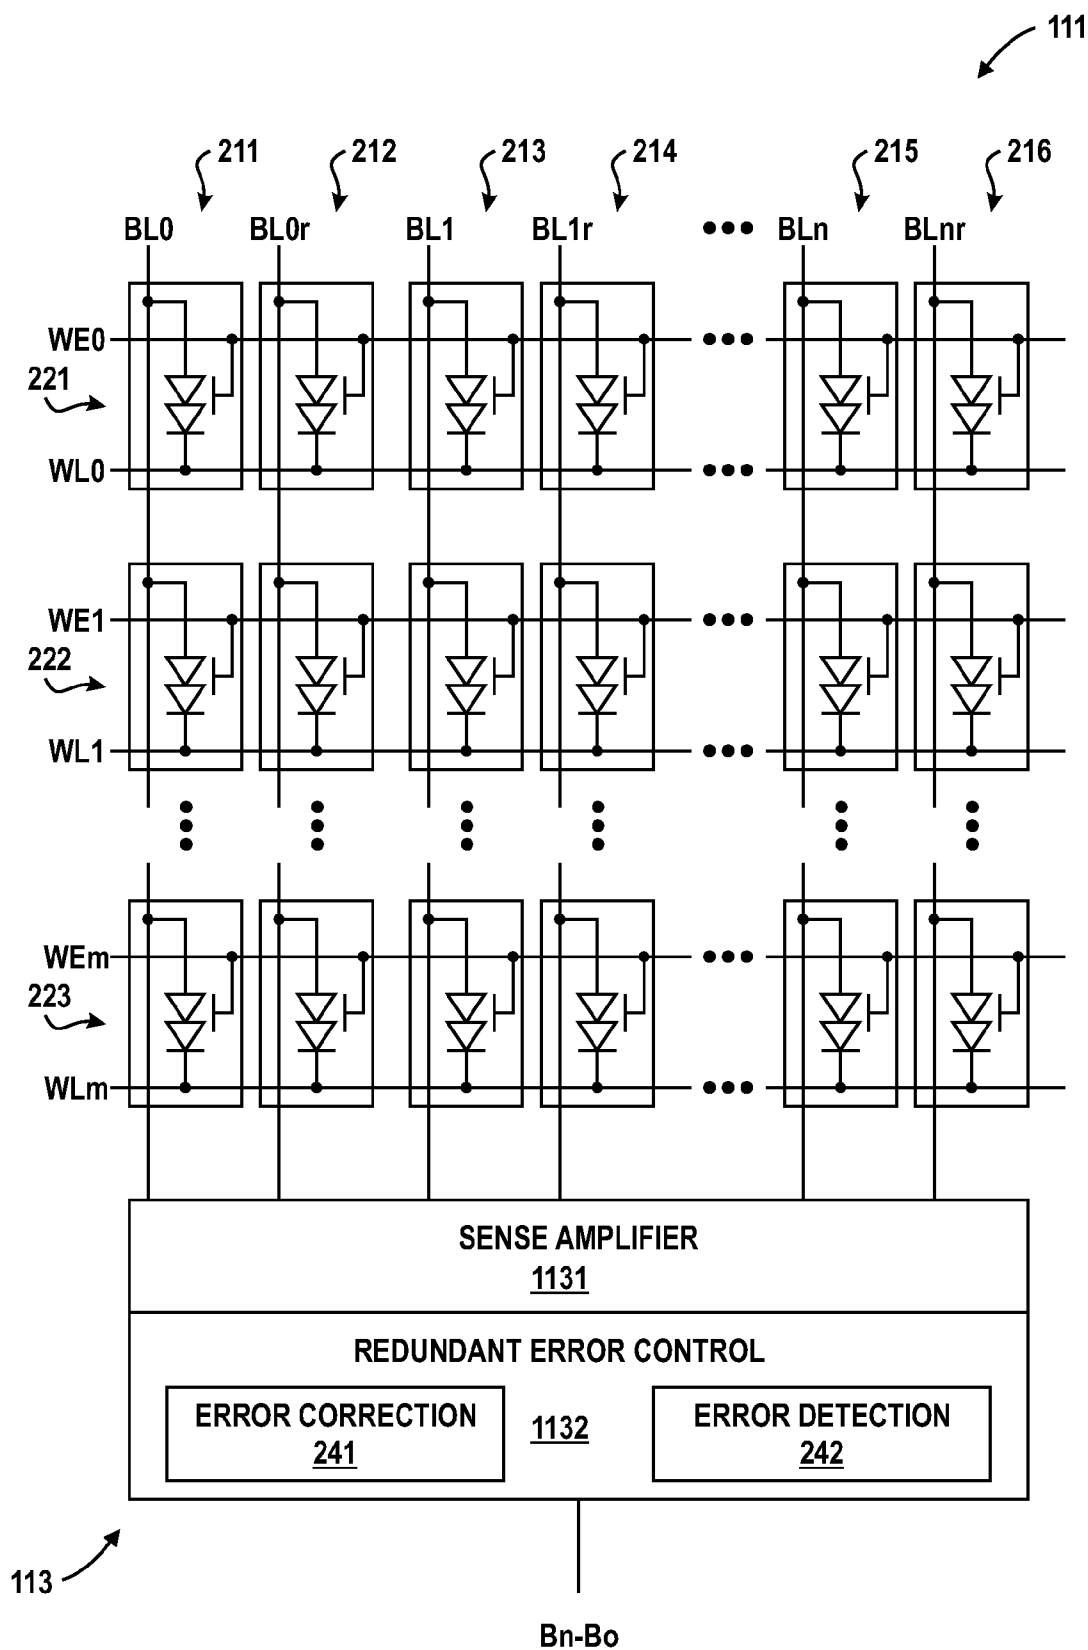 111
211 212 213 214 215 216
BL0 BL0r BL1 BL1r BLn BLnr
WE0
221
WL0
WE1
222
WL1
WEm
223
WLm
SENSE AMPLIFIER
1131
REDUNDANT ERROR CONTROL
ERROR CORRECTION
241
1132
ERROR DETECTION
242
113
Bn-Bo